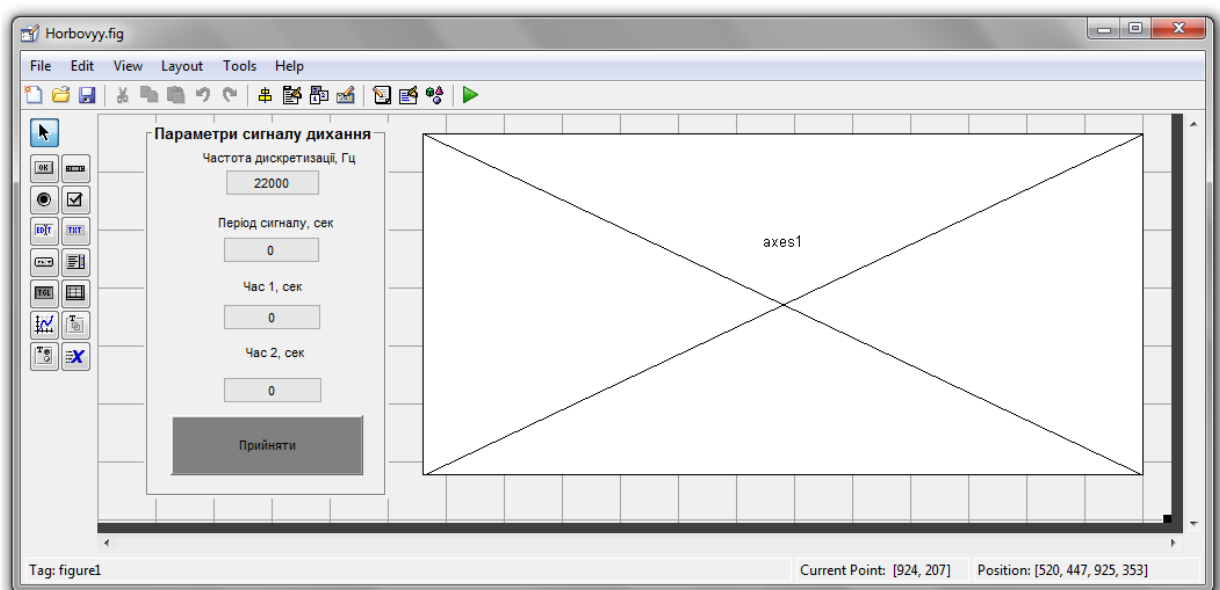 Horbovyy.fig
File Edit View Layout Tools Help
OK
EDIT TXT
TGL
Параметри сигналу дихання
Частота дискретизації, Гц
22000
Період сигналу, сек
0
Час 1, сек
0
Час 2, сек
0
Прийняти
axes1
Tag: figure1 Current Point: [924, 207] Position: [520, 447, 925, 353]